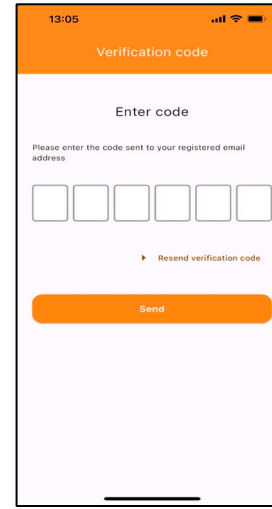 13:05
Verification code
Enter code
Please enter the code sent to your registered email
address
Resend verification code
Send